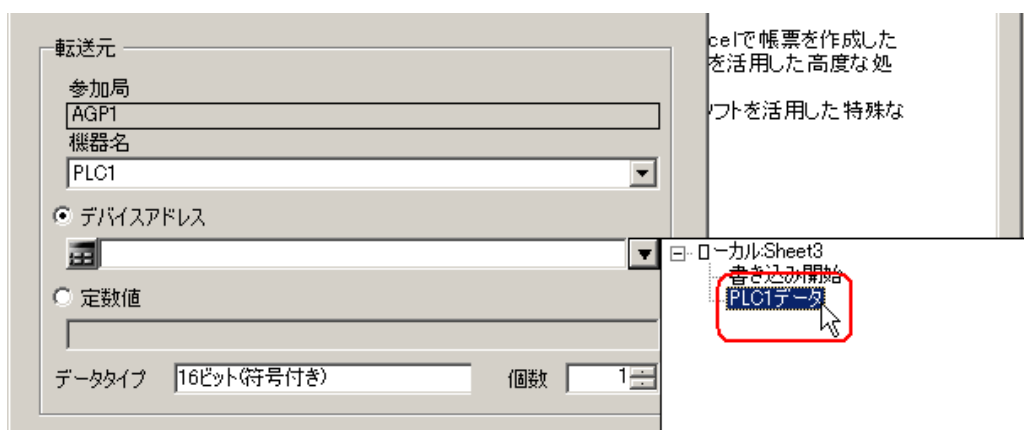 転送元
参加局
AGP1
機器名
PLC1
デバイスアドレス
定数値
データタイプ 16ビット(符号付き) 個数 1
celで帳票を作成した
を活用した高度な処
ソフトを活用した特殊な
ローカル:Sheet3
書き込み開始
PLC1データ